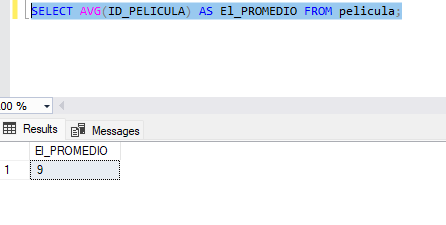 SELECT AVG(ID_PELICULA) AS El_PROMEDIO FROM pelicula;
00 %
Results
Messages
El_PROMEDIO
1 9